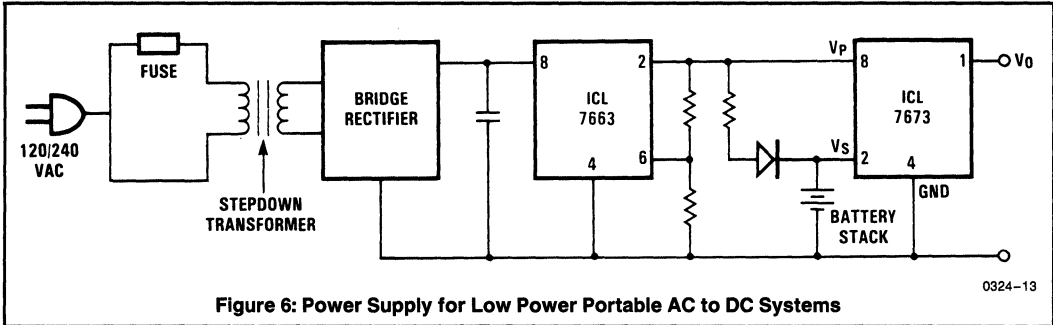 FUSE
120/240
VAC
STEPDOWN
TRANSFORMER
BRIDGE
RECTIFIER
8
2
ICL
7663
4
6
VP
8
1
VO
ICL
7673
VS
2
4
GND
BATTERY
STACK
0324-13
Figure 6: Power Supply for Low Power Portable AC to DC Systems